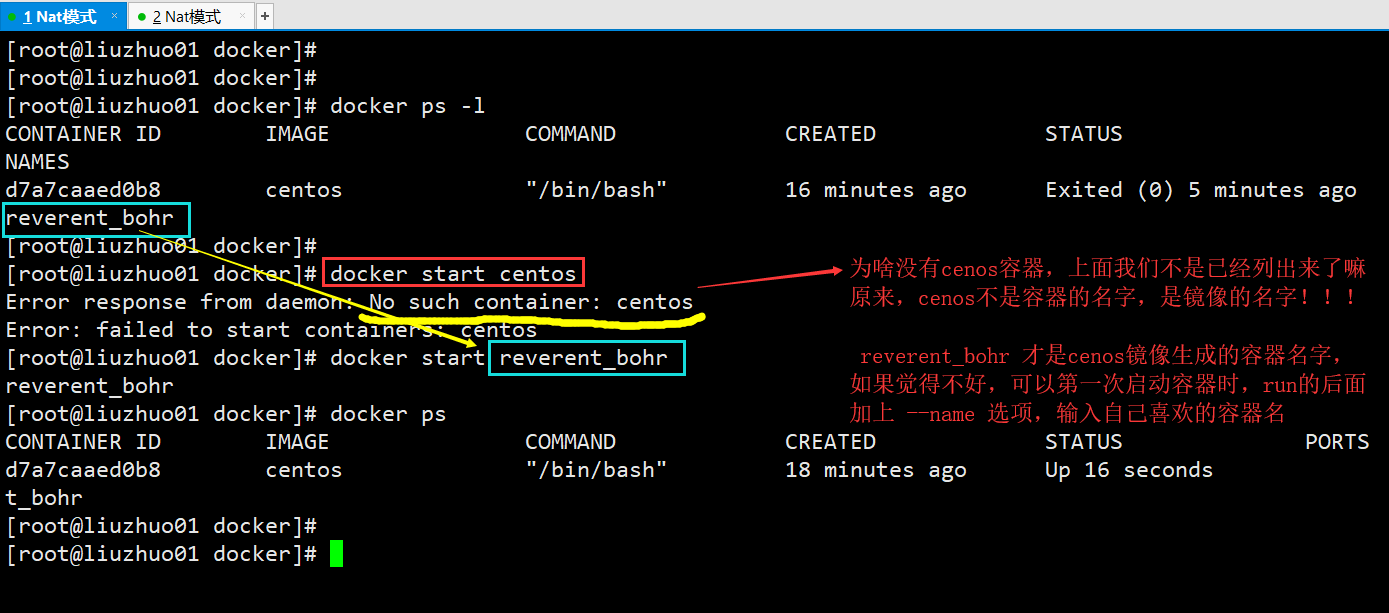 1 Nat模式 × 2 Nat模式 × +
[root@liuzhuo01 docker]#
[root@liuzhuo01 docker]#
[root@liuzhuo01 docker]# docker ps -l
CONTAINER ID IMAGE COMMAND CREATED STATUS
NAMES
d7a7caaed0b8 centos "/bin/bash" 16 minutes ago Exited (0) 5 minutes ago
reverent_bohr
[root@liuzhuo01 docker]#
[root@liuzhuo01 docker]# docker start centos
Error response from daemon: No such container: centos
Error: failed to start containers: centos
[root@liuzhuo01 docker]# docker start reverent_bohr
reverent_bohr
[root@liuzhuo01 docker]# docker ps
CONTAINER ID IMAGE COMMAND CREATED STATUS PORTS
d7a7caaed0b8 centos "/bin/bash" 18 minutes ago Up 16 seconds
t_bohr
[root@liuzhuo01 docker]#
[root@liuzhuo01 docker]#
为啥没有cenos容器，上面我们不是已经列出来了嘛
原来，cenos不是容器的名字，是镜像的名字！！！
reverent_bohr 才是cenos镜像生成的容器名字，
如果觉得不好，可以第一次启动容器时，run的后面
加上 --name 选项，输入自己喜欢的容器名